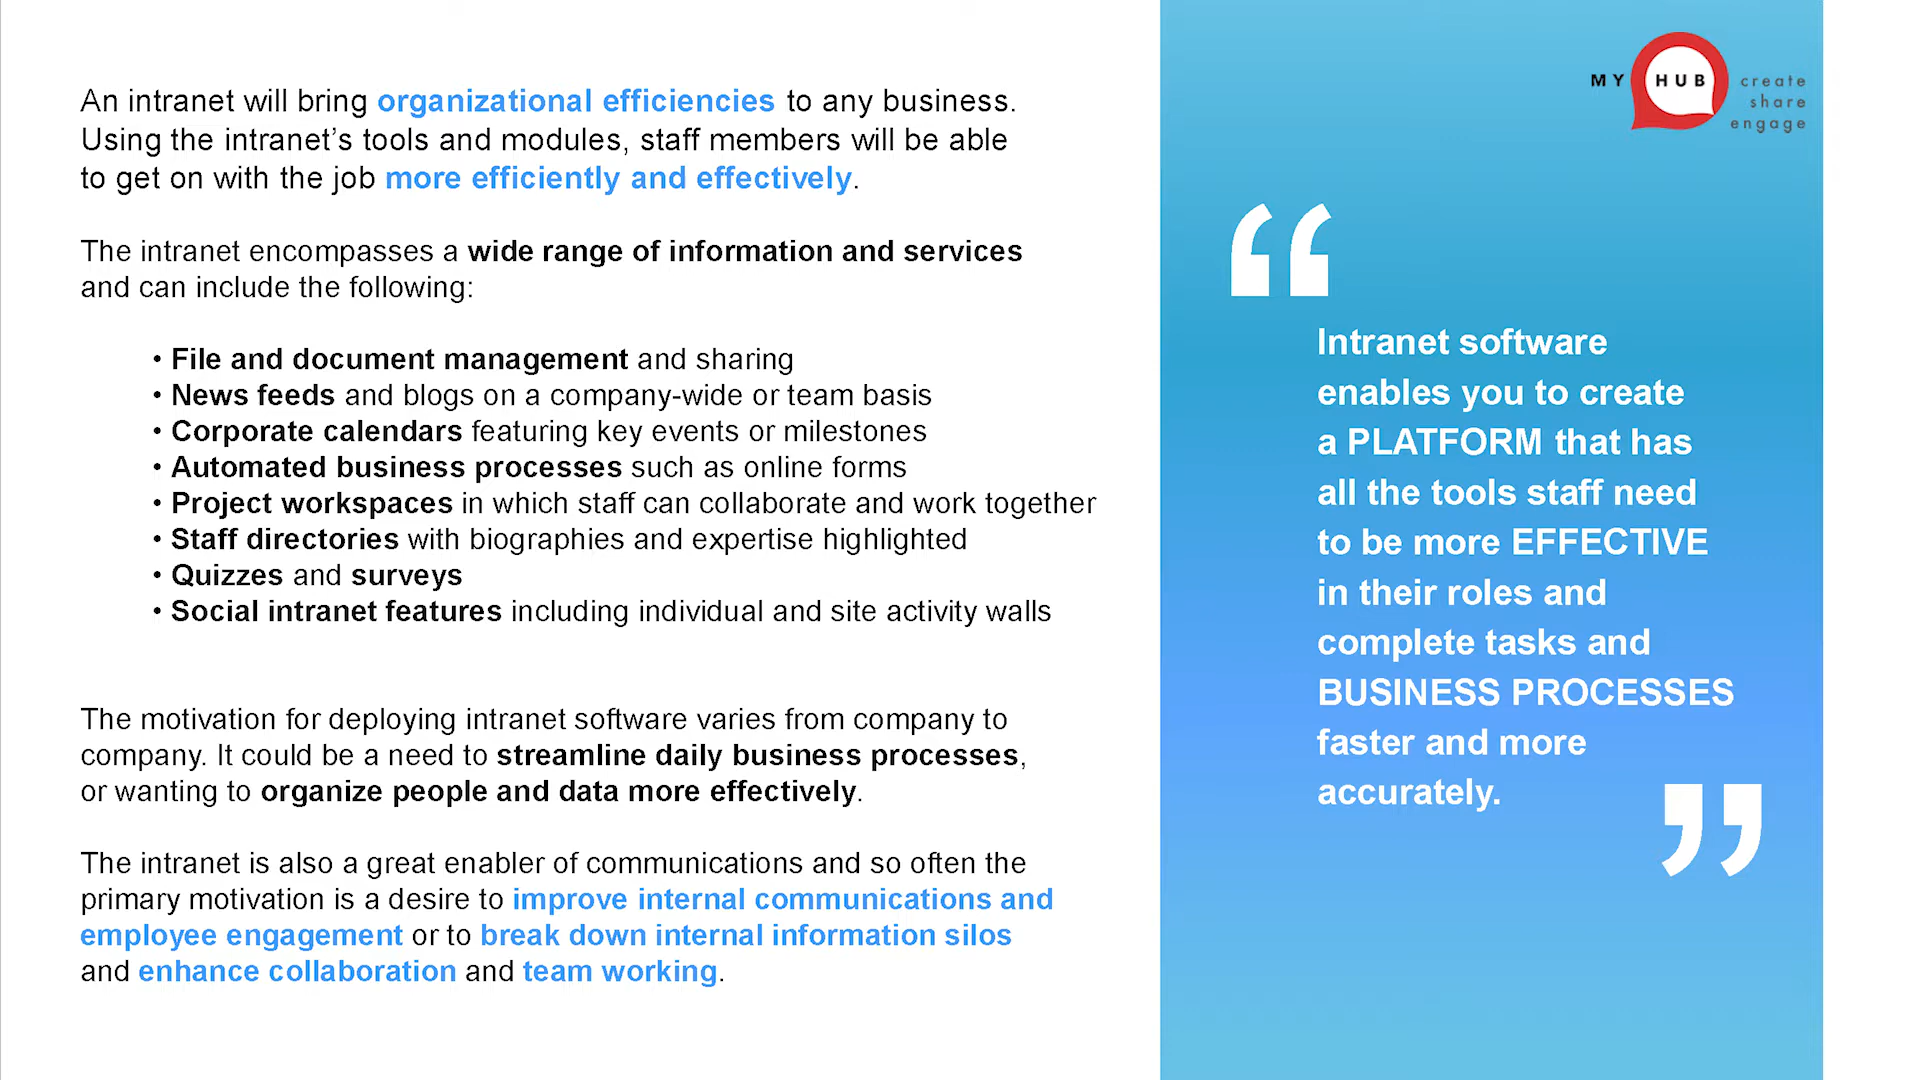 An intranet will bring organizational efficiencies to any business.
Using the intranet’s tools and modules, staff members will be able
to get on with the job more efficiently and effectively.
The intranet encompasses a wide range of information and services
and can include the following:
• File and document management and sharing
• News feeds and blogs on a company-wide or team basis
• Corporate calendars featuring key events or milestones
• Automated business processes such as online forms
• Project workspaces in which staff can collaborate and work together
• Staff directories with biographies and expertise highlighted
• Quizzes and surveys
• Social intranet features including individual and site activity walls
The motivation for deploying intranet software varies from company to
company. It could be a need to streamline daily business processes,
or wanting to organize people and data more effectively.
The intranet is also a great enabler of communications and so often the
primary motivation is a desire to improve internal communications and
employee engagement or to break down internal information silos
and enhance collaboration and team working.
MY HUB create
share
engage
“
Intranet software
enables you to create
a PLATFORM that has
all the tools staff need
to be more EFFECTIVE
in their roles and
complete tasks and
BUSINESS PROCESSES
faster and more
accurately.
”